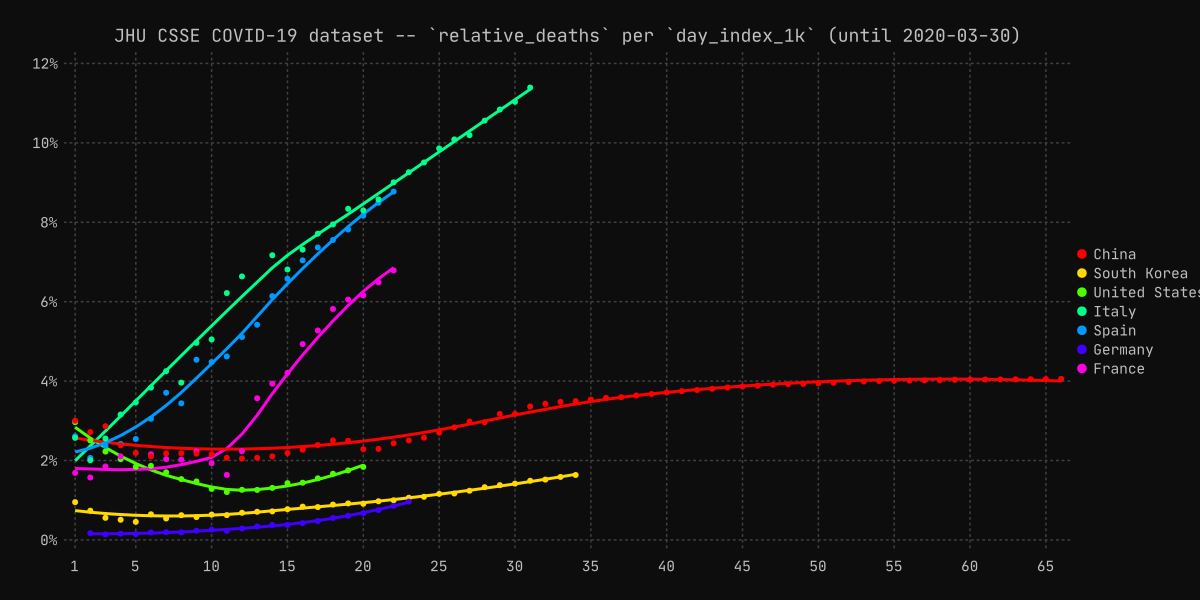 JHU CSSE COVID-19 dataset -- `relative_deaths` per `day_index_1k` (until 2020-03-30)
12%
10%
8%
6%
4%
2%
0%
1 5 10 15 20 25 30 35 40 45 50 55 60 65
China
South Korea
United States
Italy
Spain
Germany
France